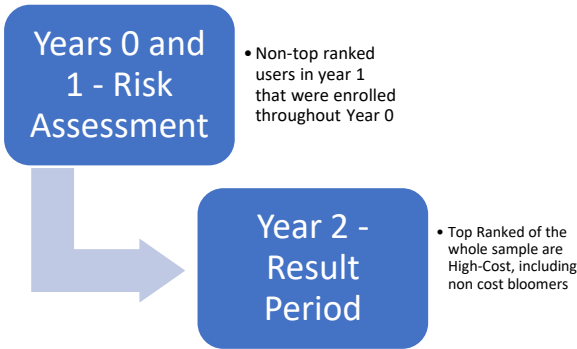 Years 0 and
1 - Risk
Assessment
• Non-top ranked
users in year 1
that were enrolled
throughout Year 0
Year 2 -
Result
Period
• Top Ranked of the
whole sample are
High-Cost, including
non cost bloomers